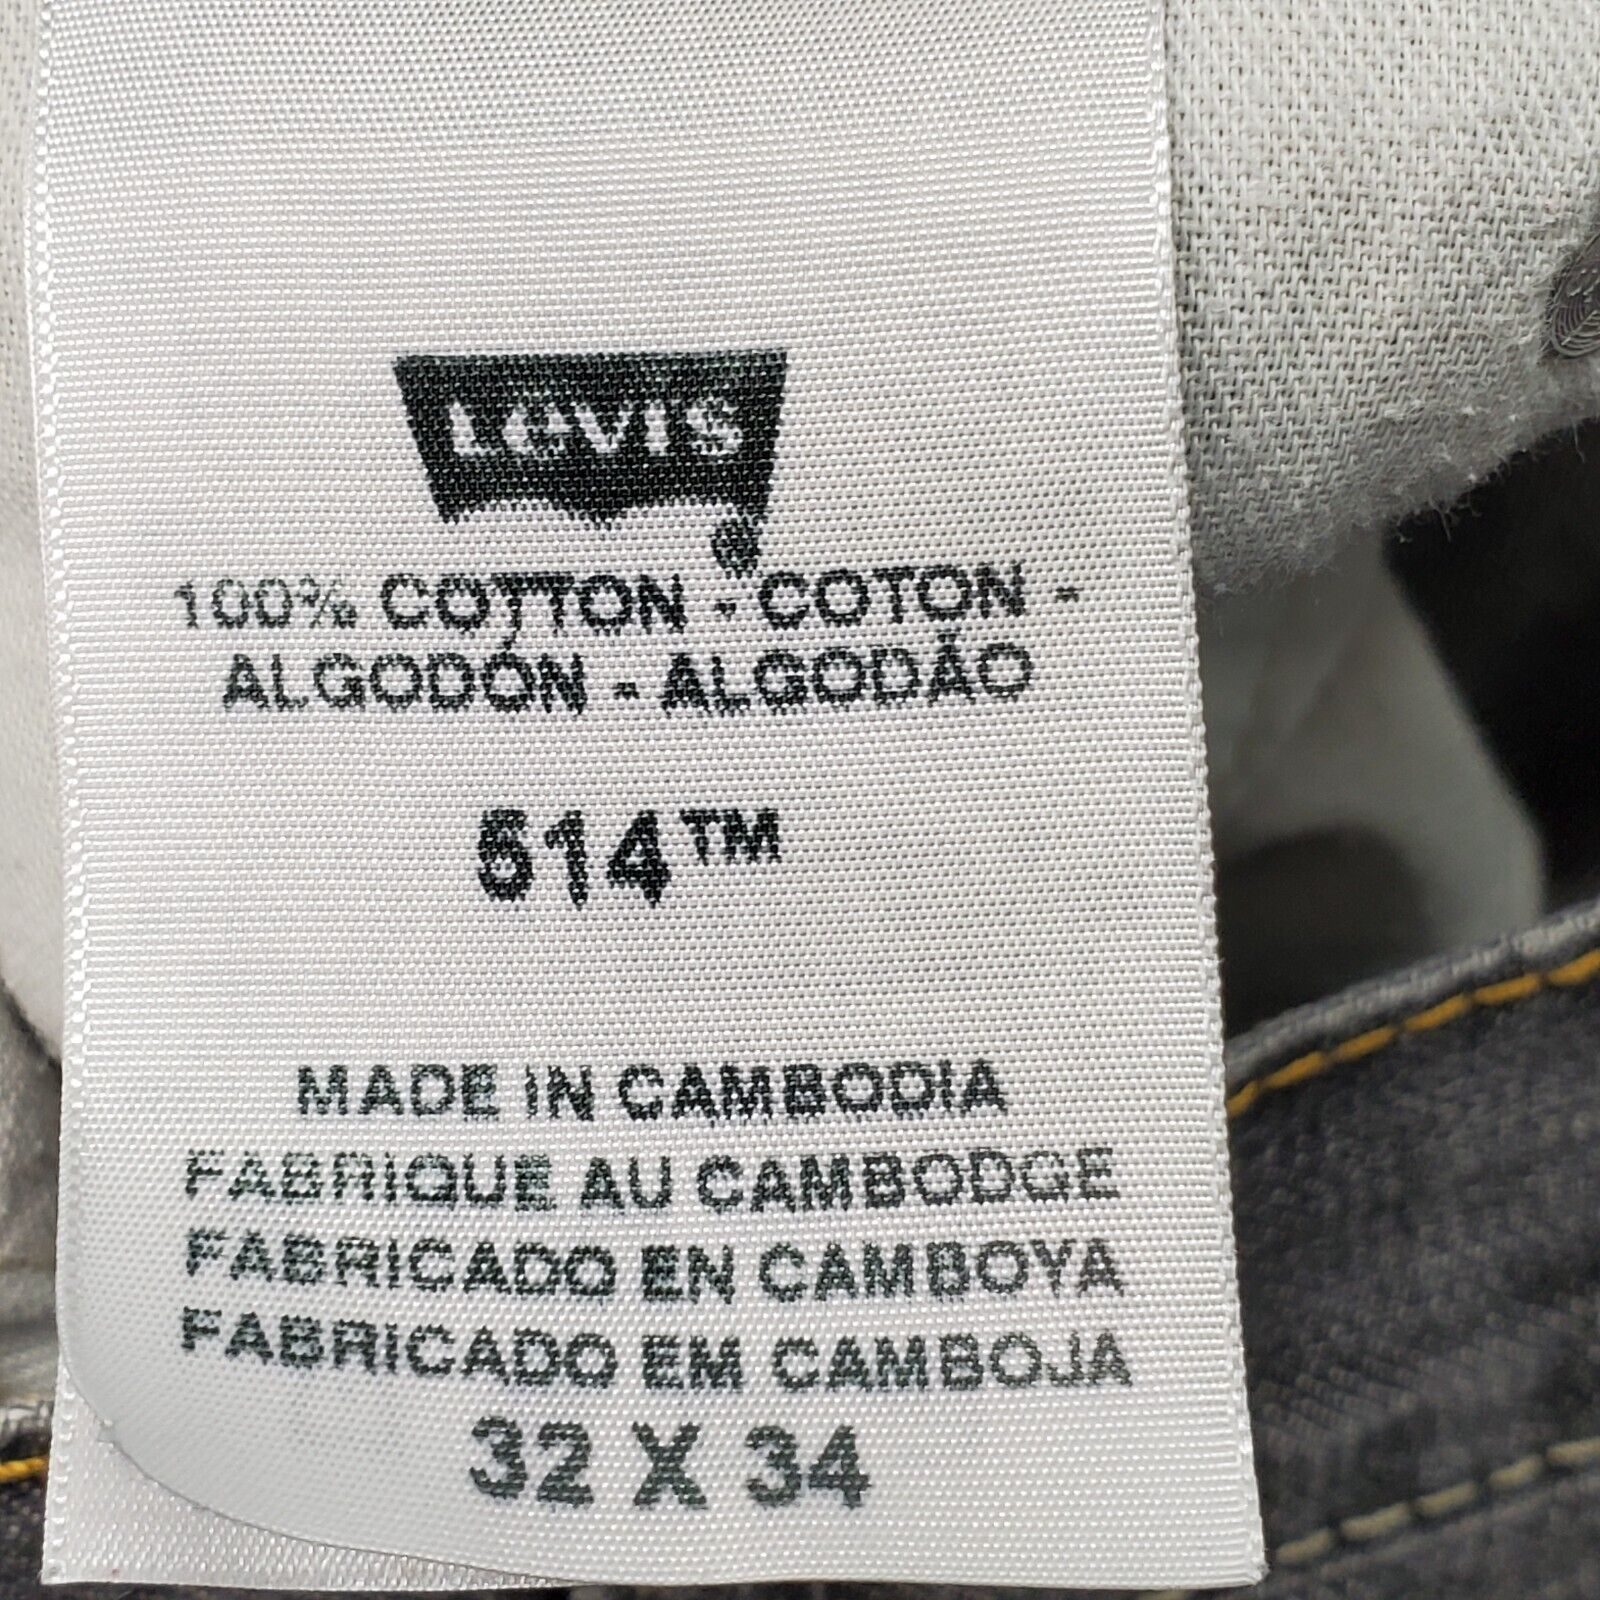 LEVI'S
®
100% COTTON - COTON -
ALGODÓN - ALGODÃO
514™
MADE IN CAMBODIA
FABRIQUE AU CAMBODGE
FABRICADO EN CAMBOYA
FABRICADO EM CAMBOJA
32 X 34